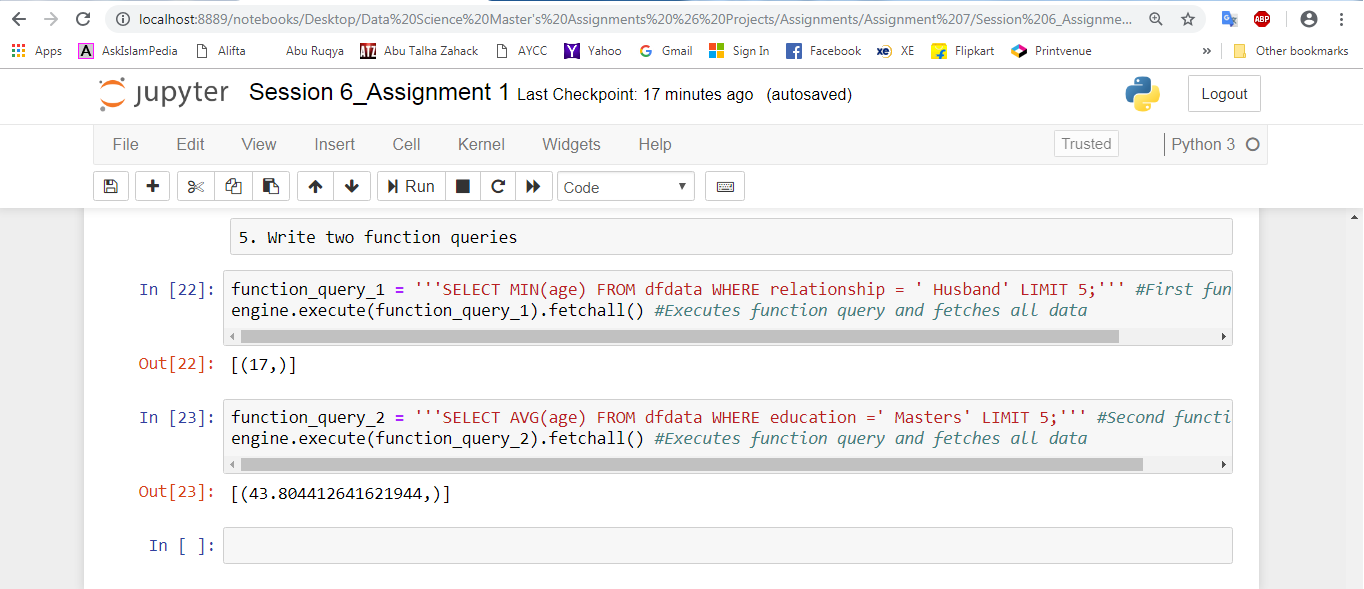 localhost:8889/notebooks/Desktop/Data%20Science%20Master's%20Assignments%20%26%20Projects/Assignments/Assignment%207/Session%206_Assignme...
ABP
Apps A AskIslamPedia Alifta Abu Ruqya ATZ Abu Talha Zahack AYCC Y Yahoo G Gmail Sign In f Facebook xe XE f Flipkart Printvenue » Other bookmarks
jupyter Session 6_Assignment 1 Last Checkpoint: 17 minutes ago (autosaved) Logout
File Edit View Insert Cell Kernel Widgets Help Trusted Python 3
Run Code
5. Write two function queries
In [22]: function_query_1 = '''SELECT MIN(age) FROM dfdata WHERE relationship = ' Husband' LIMIT 5;''' #First fun
engine.execute(function_query_1).fetchall() #Executes function query and fetches all data
Out[22]: [(17,)]
In [23]: function_query_2 = '''SELECT AVG(age) FROM dfdata WHERE education =' Masters' LIMIT 5;''' #Second functi
engine.execute(function_query_2).fetchall() #Executes function query and fetches all data
Out[23]: [(43.804412641621944,)]
In [ ]: